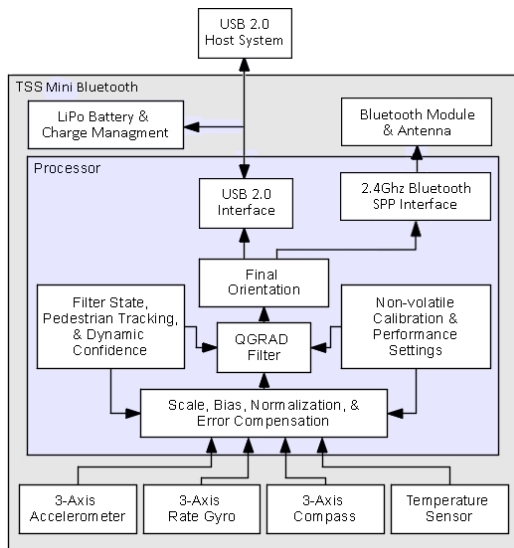 USB 2.0
Host System
TSS Mini Bluetooth
LiPo Battery &
Charge Managment
Bluetooth Module
& Antenna
Processor
USB 2.0
Interface
2.4Ghz Bluetooth
SPP Interface
Final
Orientation
Filter State,
Pedestrian Tracking,
& Dynamic
Confidence
QGRAD
Filter
Non-volatile
Calibration &
Performance
Settings
Scale, Bias, Normalization, &
Error Compensation
3-Axis
Accelerometer
3-Axis
Rate Gyro
3-Axis
Compass
Temperature
Sensor